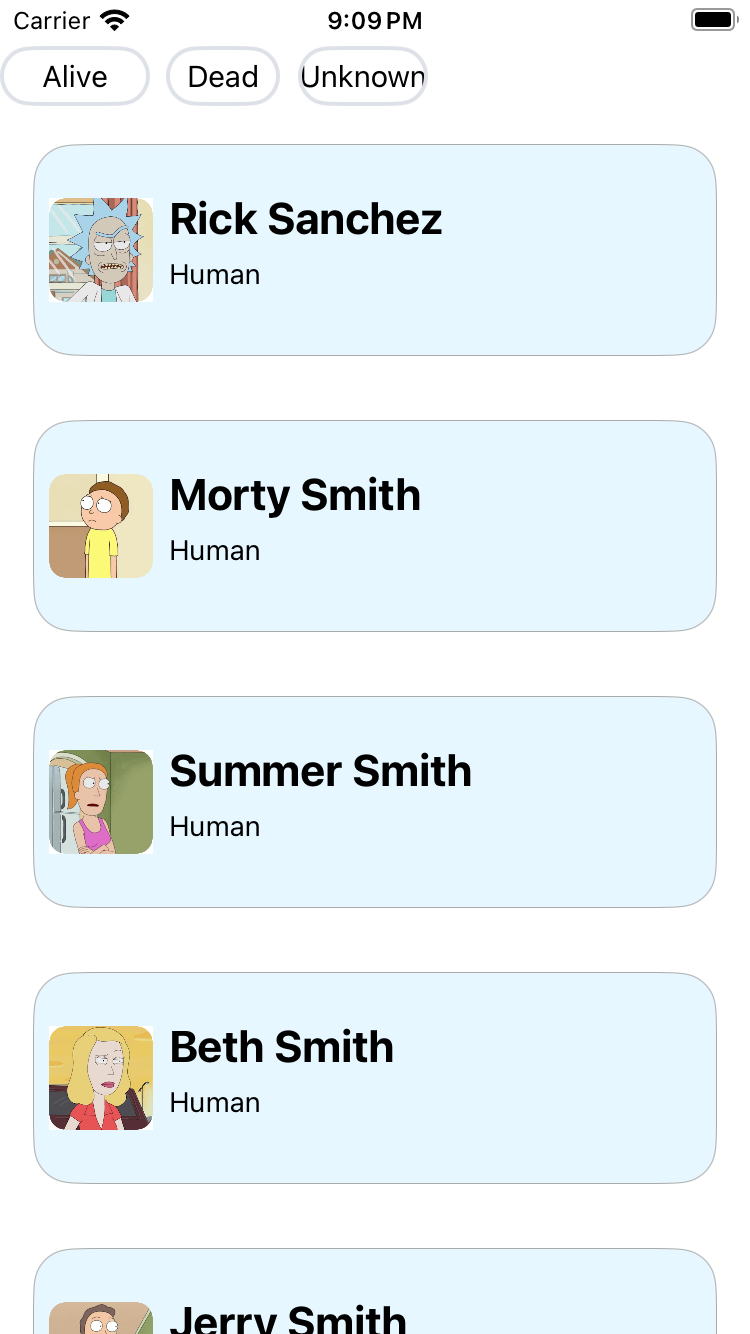 Carrier 9:09 PM
Alive Dead Unknown
Rick Sanchez
Human
Morty Smith
Human
Summer Smith
Human
Beth Smith
Human
Jerry Smith